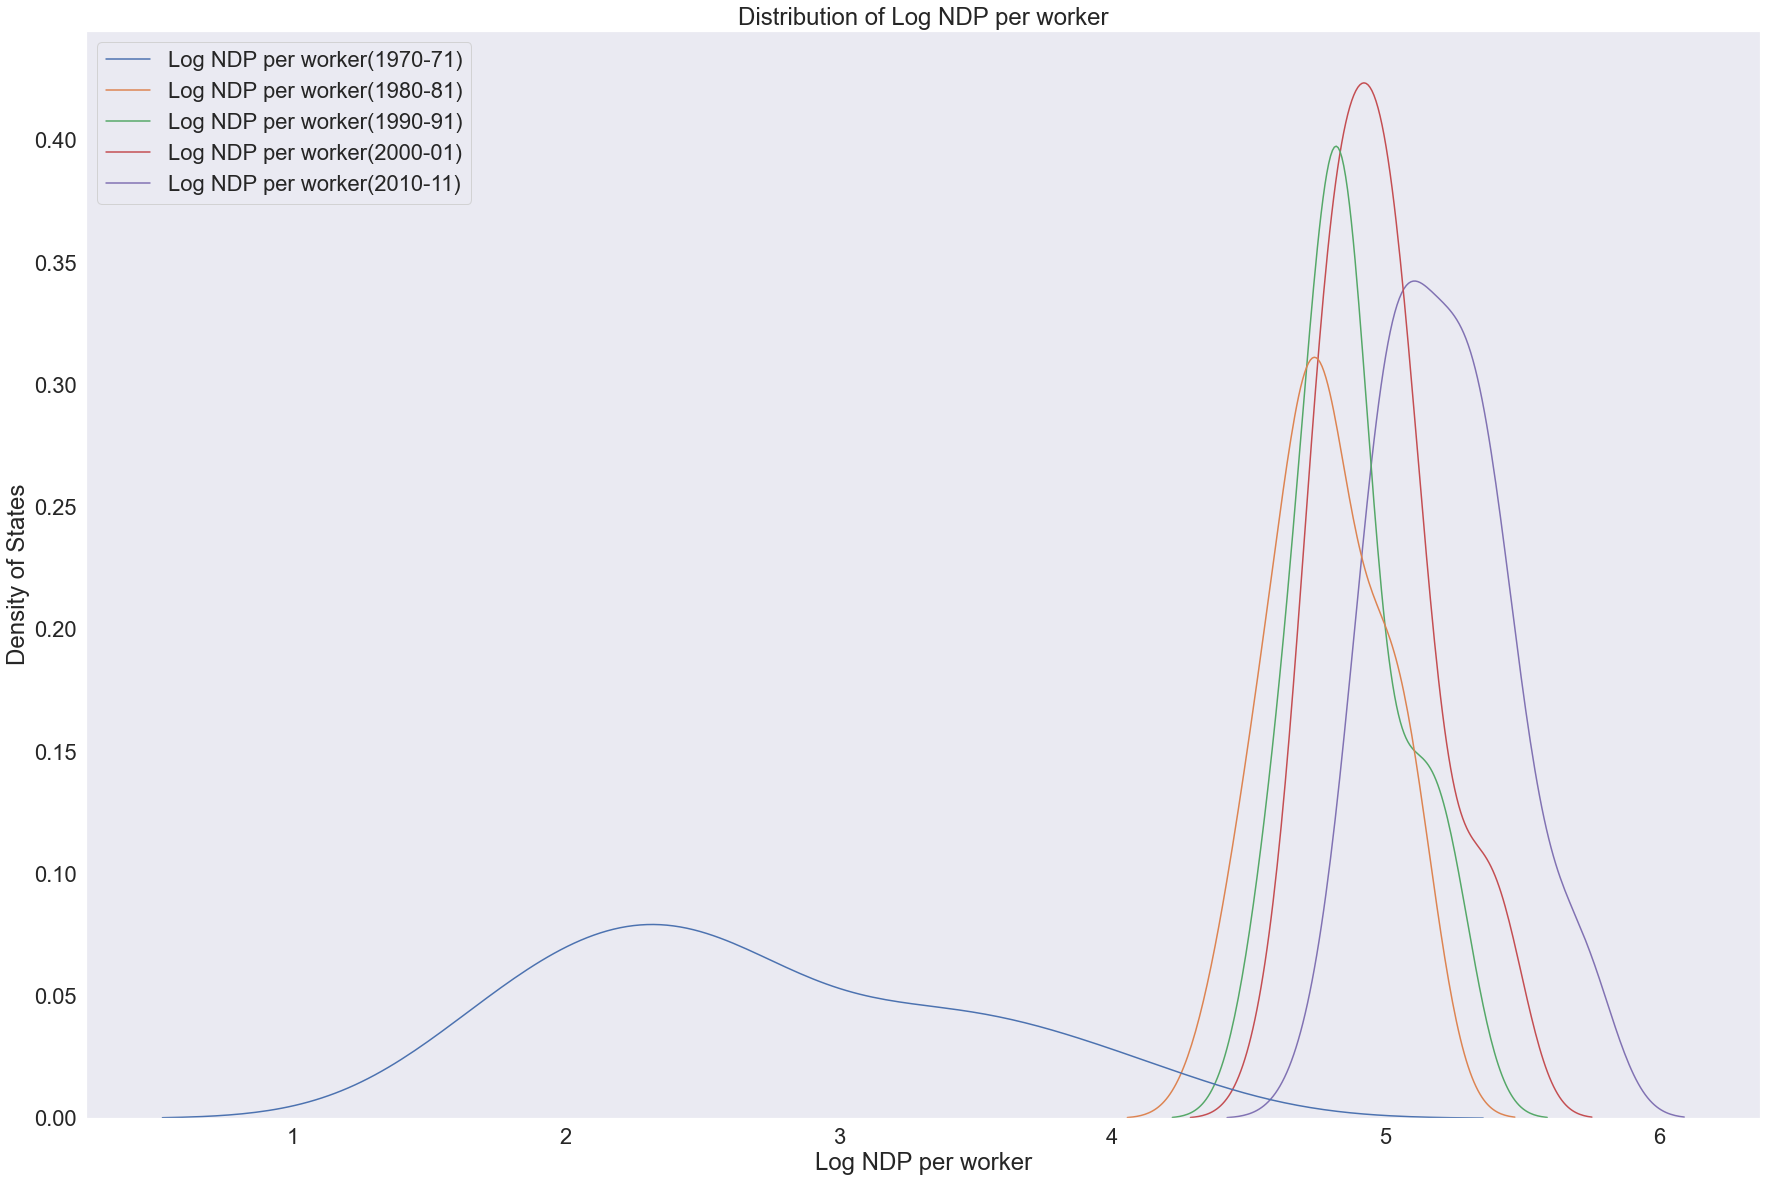 Distribution of Log NDP per worker
Log NDP per worker(1970-71)
Log NDP per worker(1980-81)
Log NDP per worker(1990-91)
Log NDP per worker(2000-01)
Log NDP per worker(2010-11)
0.40
0.35
0.30
0.25
0.20
0.15
0.10
0.05
0.00
Density of States
1 2 3 4 5 6
Log NDP per worker